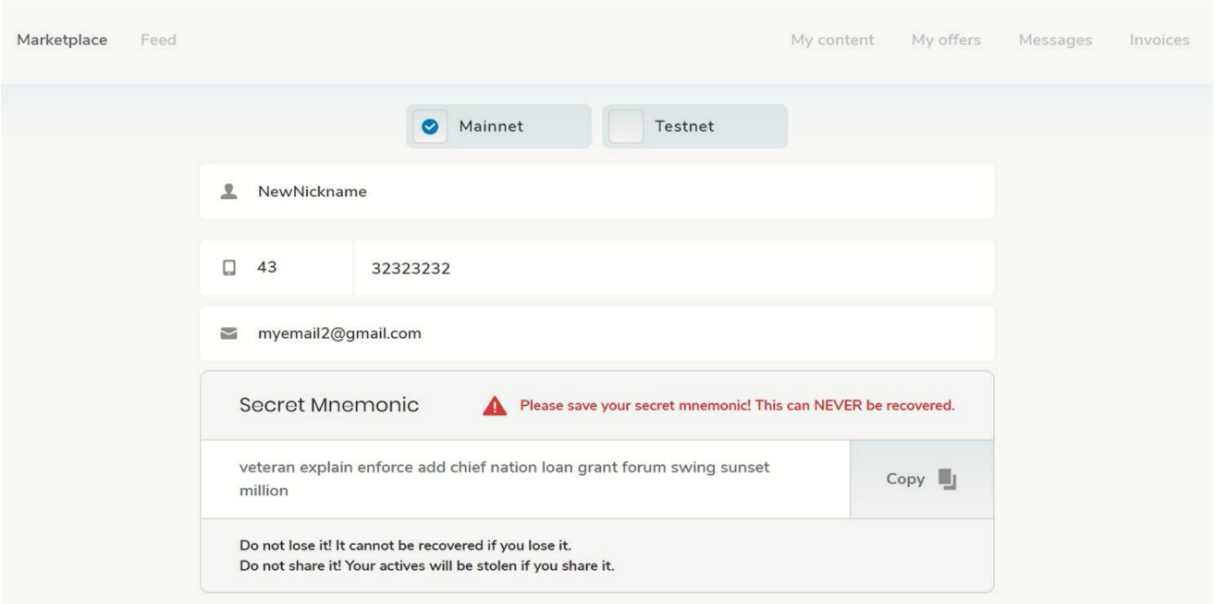 Marketplace Feed My content My offers Messages Invoices
Mainnet Testnet
NewNickname
43 32323232
myemail2@gmail.com
Secret Mnemonic Please save your secret mnemonic! This can NEVER be recovered.
veteran explain enforce add chief nation loan grant forum swing sunset
million
Copy
Do not lose it! It cannot be recovered if you lose it.
Do not share it! Your actives will be stolen if you share it.